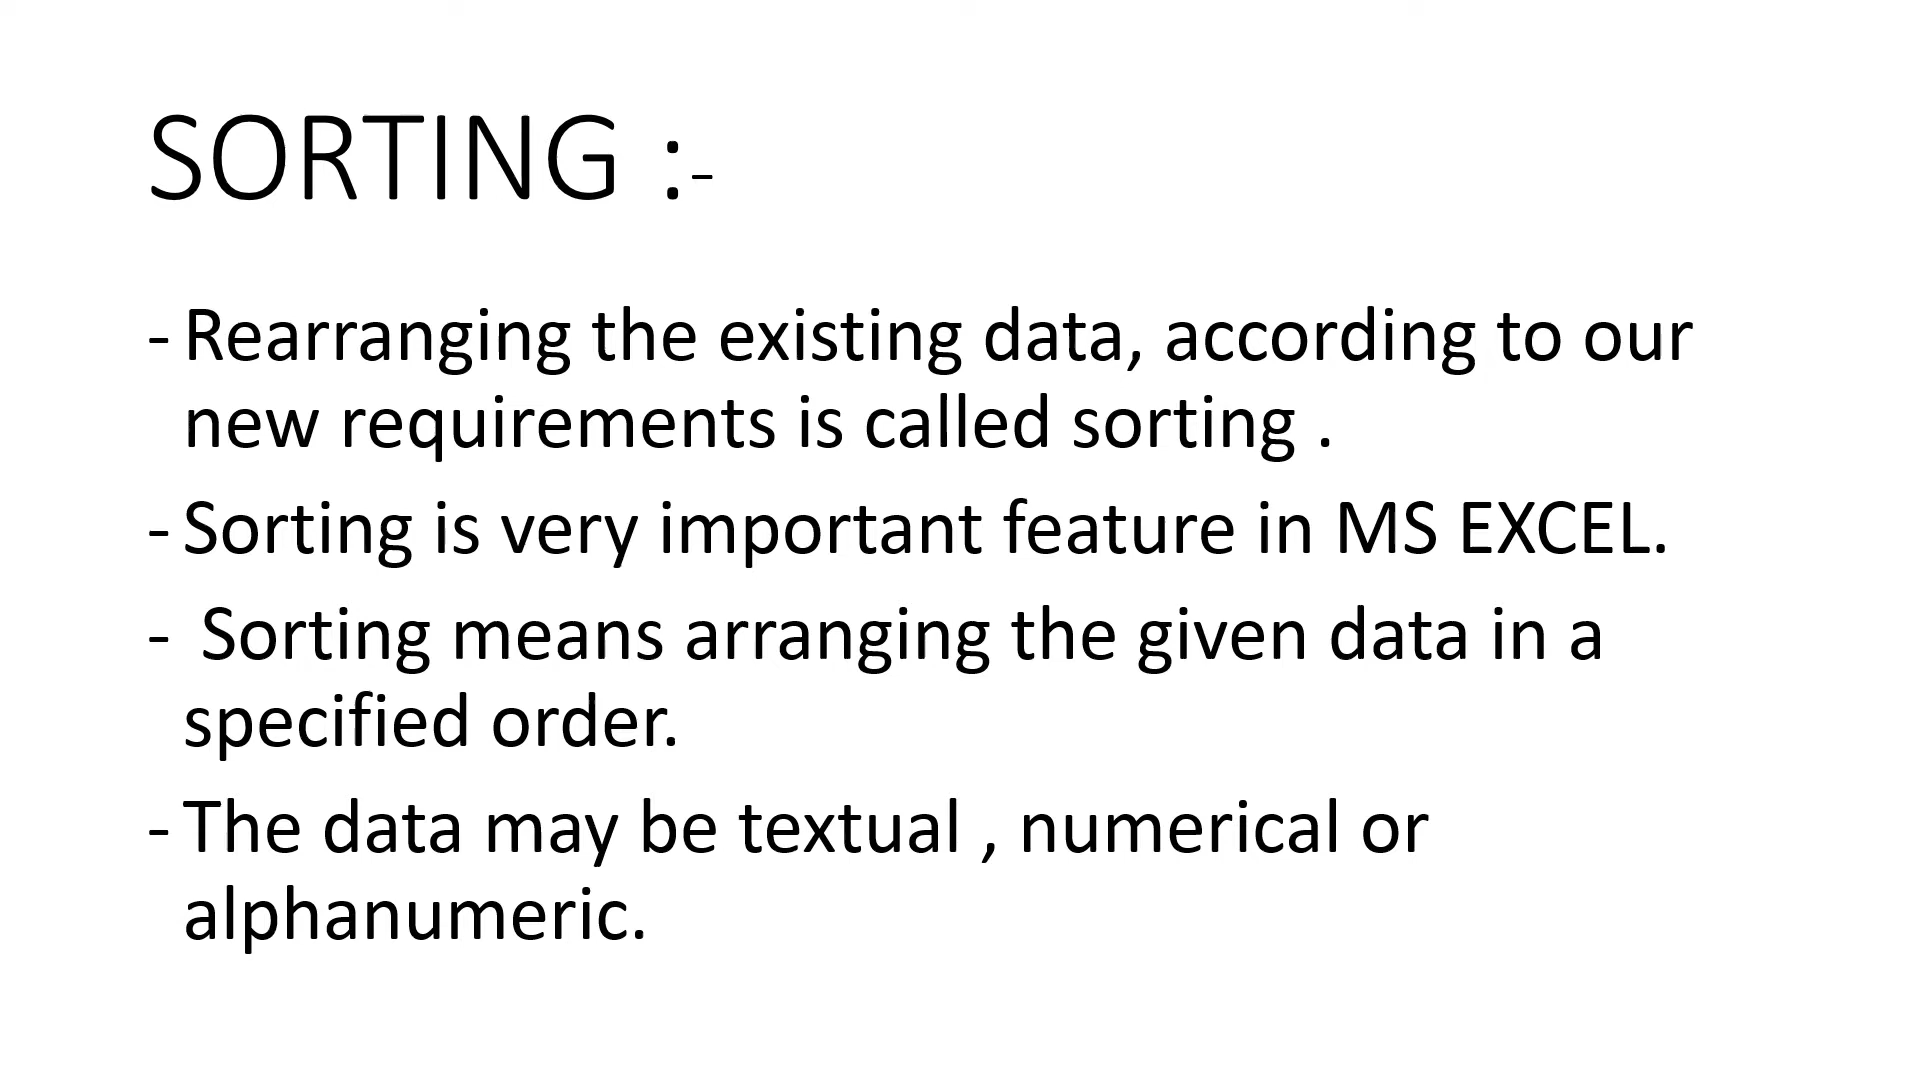 SORTING :-
- Rearranging the existing data, according to our
new requirements is called sorting .
- Sorting is very important feature in MS EXCEL.
- Sorting means arranging the given data in a
specified order.
- The data may be textual , numerical or
alphanumeric.